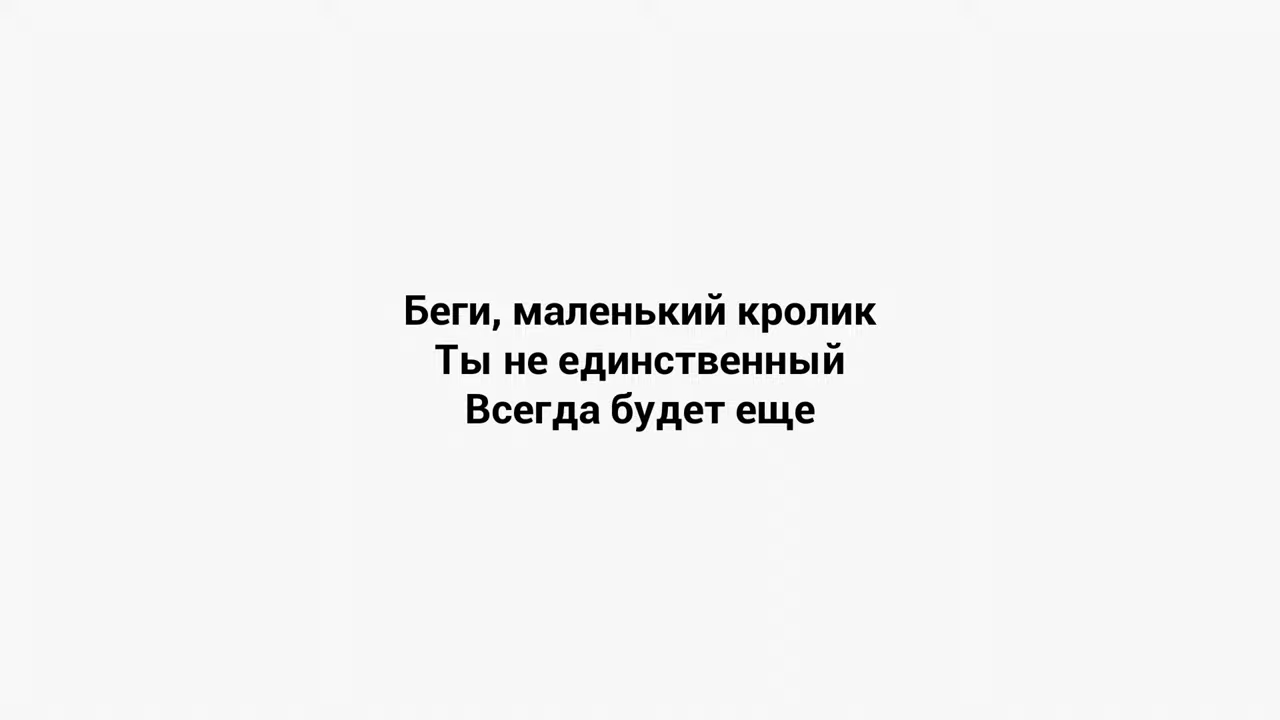 Беги, маленький кролик
Ты не единственный
Всегда будет еще